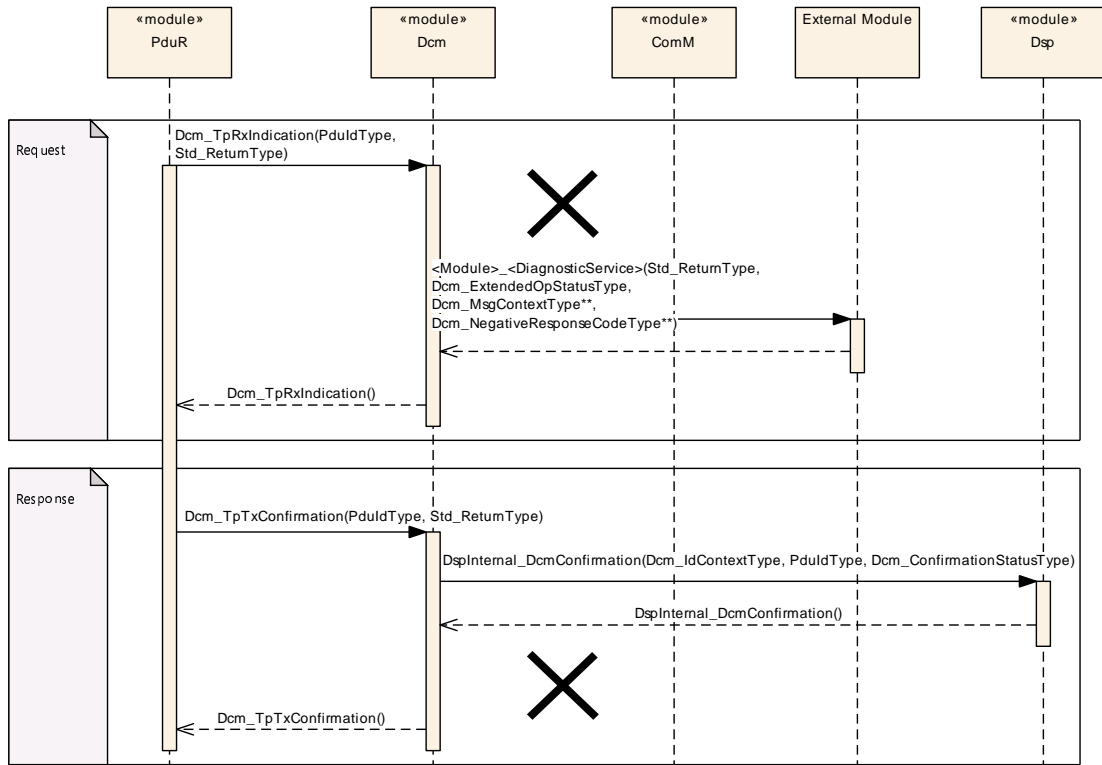 «module»
PduR
«module»
Dcm
«module»
ComM
External Module
«module»
Dsp
Request
Dcm_TpRxIndication(PduIdType,
Std_ReturnType)
<Module>_<DiagnosticService>(Std_ReturnType,
Dcm_ExtendedOpStatusType,
Dcm_MsgContextType**,
Dcm_NegativeResponseCodeType**)
Dcm_TpRxIndication()
Response
Dcm_TpTxConfirmation(PduIdType, Std_ReturnType)
DspInternal_DcmConfirmation(Dcm_IdContextType, PduIdType, Dcm_ConfirmationStatusType)
DspInternal_DcmConfirmation()
Dcm_TpTxConfirmation()